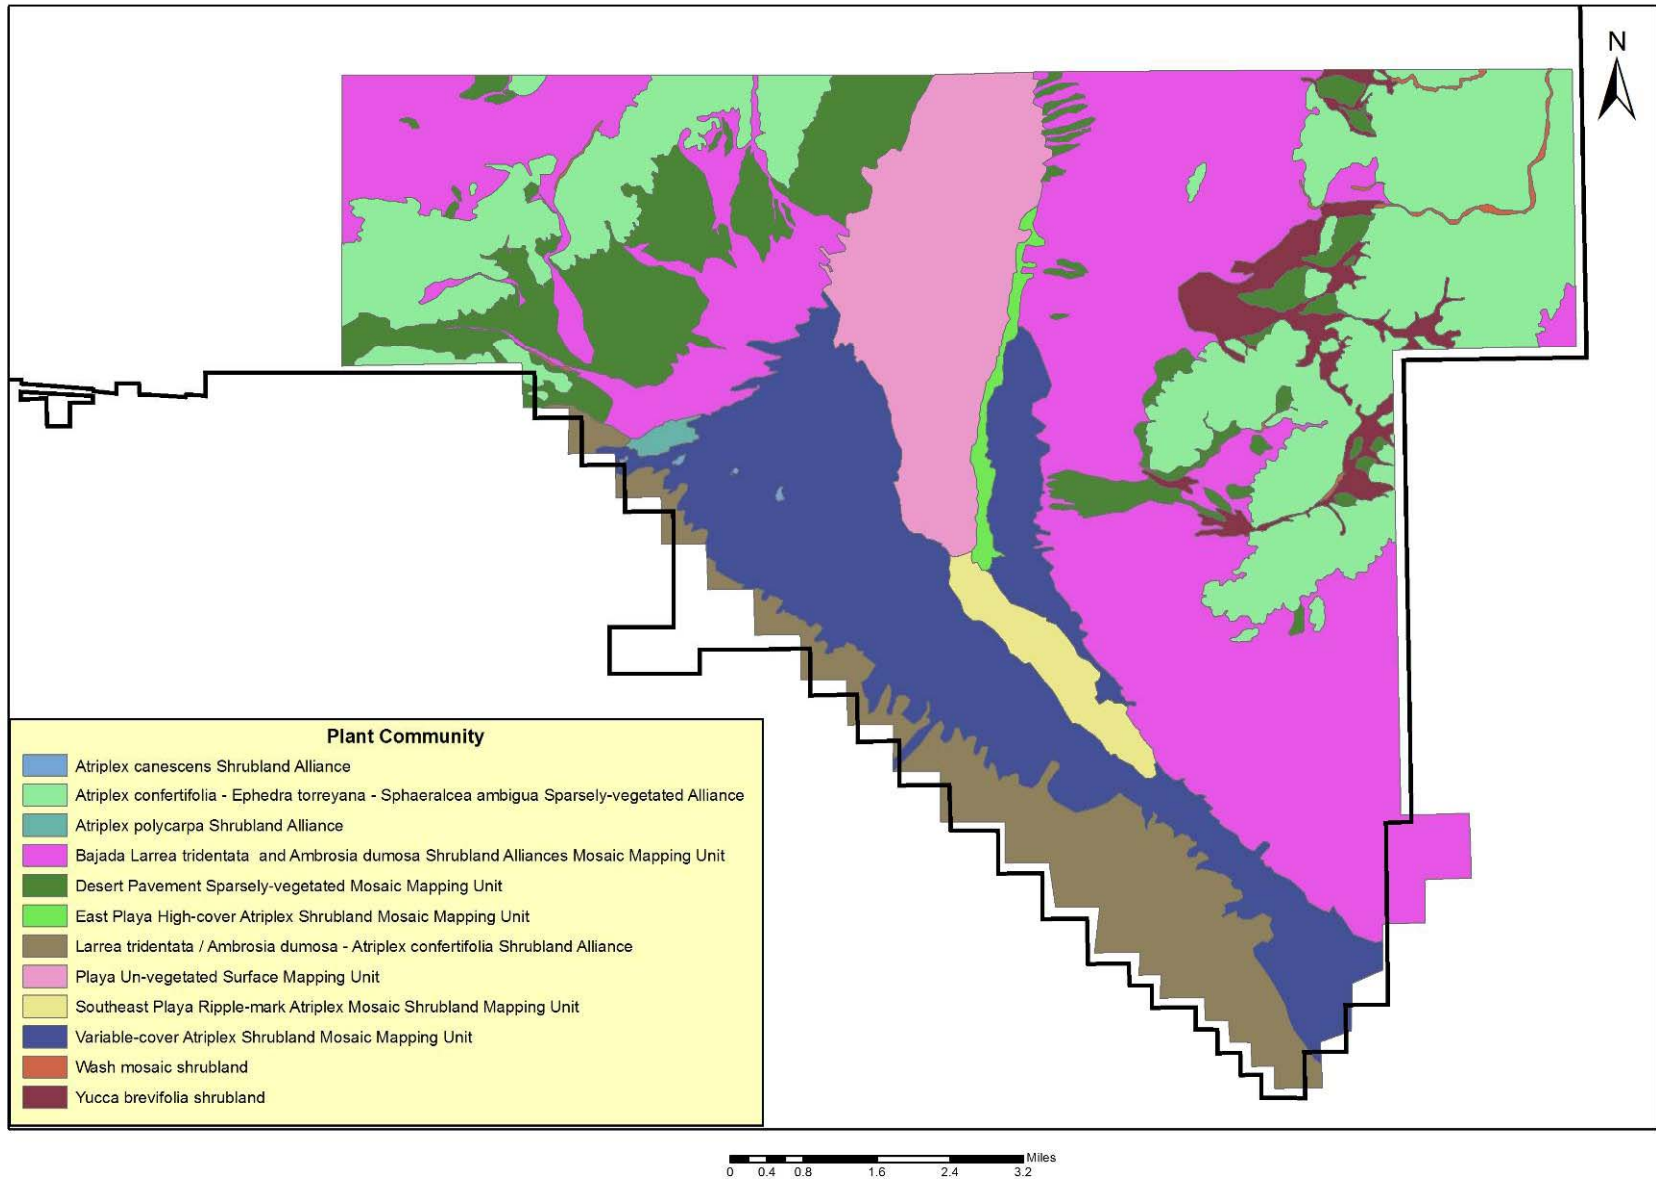 N
Plant Community
Atriplex canescens Shrubland Alliance
Atriplex confertifolia - Ephedra torreyana - Sphaeralcea ambigua Sparsely-vegetated Alliance
Atriplex polycarpa Shrubland Alliance
Bajada Larrea tridentata and Ambrosia dumosa Shrubland Alliances Mosaic Mapping Unit
Desert Pavement Sparsely-vegetated Mosaic Mapping Unit
East Playa High-cover Atriplex Shrubland Mosaic Mapping Unit
Larrea tridentata / Ambrosia dumosa - Atriplex confertifolia Shrubland Alliance
Playa Un-vegetated Surface Mapping Unit
Southeast Playa Ripple-mark Atriplex Mosaic Shrubland Mapping Unit
Variable-cover Atriplex Shrubland Mosaic Mapping Unit
Wash mosaic shrubland
Yucca brevifolia shrubland
Miles
0 0.4 0.8 1.6 2.4 3.2